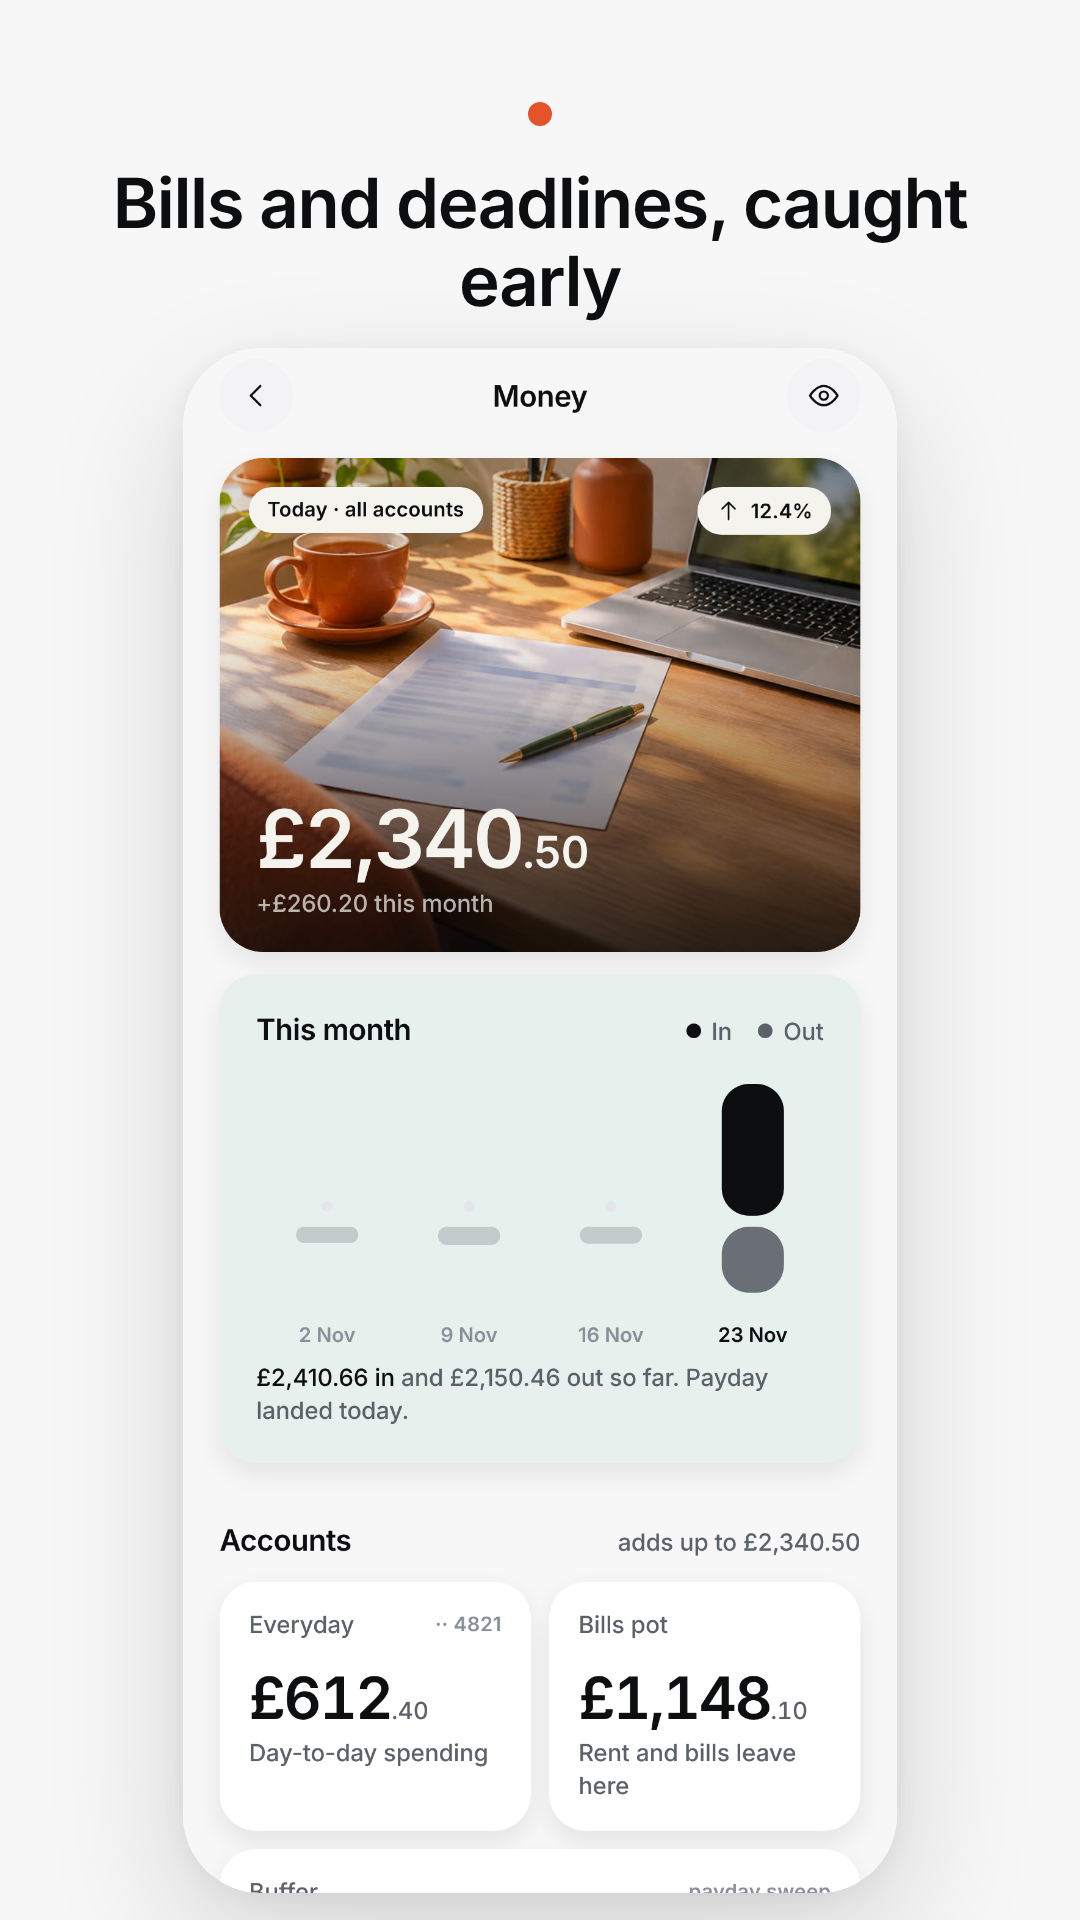 Bills and deadlines, caught
early
Money
Today · all accounts
12.4%
£2,340.50
+£260.20 this month
This month
In
Out
2 Nov
9 Nov
16 Nov
23 Nov
£2,410.66 in and £2,150.46 out so far. Payday
landed today.
Accounts
adds up to £2,340.50
Everyday
·· 4821
£612.40
Day-to-day spending
Bills pot
£1,148.10
Rent and bills leave
here
Buffer
payday sweep